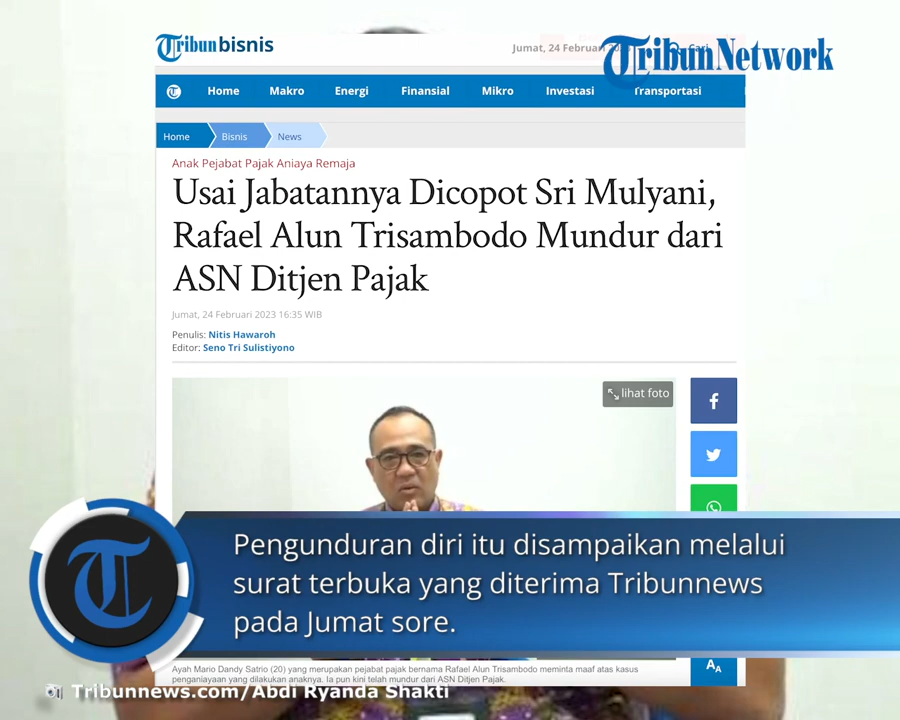 Tribunbisnis
Jumat, 24 Februari
Cari
TribunNetwork
Home Makro Energi Finansial Mikro Investasi Transportasi
Home Bisnis News
Anak Pejabat Pajak Aniaya Remaja
Usai Jabatannya Dicopot Sri Mulyani,
Rafael Alun Trisambodo Mundur dari
ASN Ditjen Pajak
Jumat, 24 Februari 2023 16:35 WIB
Penulis: Nitis Hawaroh
Editor: Seno Tri Sulistiyono
lihat foto
Pengunduran diri itu disampaikan melalui
surat terbuka yang diterima Tribunnews
pada Jumat sore.
Ayah Mario Dandy Satrio (20) yang merupakan pejabat pajak bernama Rafael Alun Trisambodo meminta maaf atas kasus
penganiayaan yang dilakukan anaknya. Ia pun kini telah mundur dari ASN Ditjen Pajak.
AA
Tribunnews.com/Abdi Ryanda Shakti